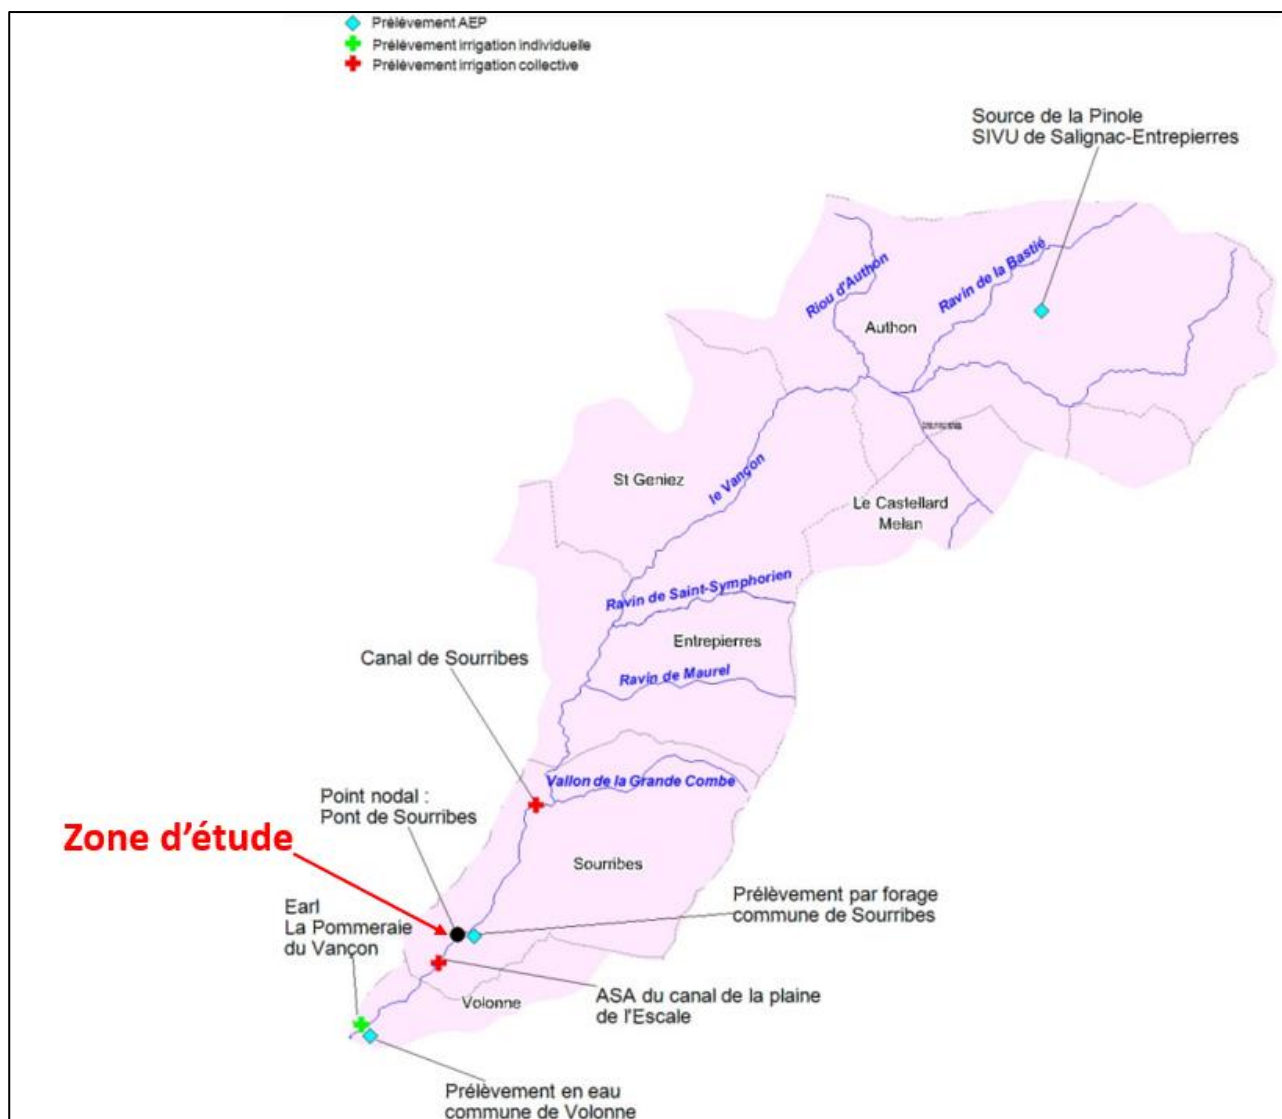 Prélèvement AEP
Prélèvement irrigation individuelle
Prélèvement irrigation collective
Source de la Pinole
SIVU de Salignac-Entrepierres
Riou d'Authon
Ravin de la Bastié
Authon
St Geniez
le Vançon
Le Castellard
Melan
Ravin de Saint-Symphorien
Entrepierres
Canal de Sourribes
Ravin de Maurel
Vallon de la Grande Combe
Point nodal :
Pont de Sourribes
Zone d'étude
Sourribes
Prélèvement par forage
commune de Sourribes
Earl
La Pommeraie
du Vançon
Volonne
ASA du canal de la plaine
de l'Escale
Prélèvement en eau
commune de Volonne